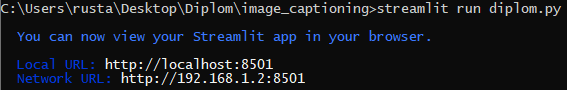 C:\Users\rusta\Desktop\Diplom\image_captioning>streamlit run diplom.py
You can now view your Streamlit app in your browser.
Local URL: http://localhost:8501
Network URL: http://192.168.1.2:8501